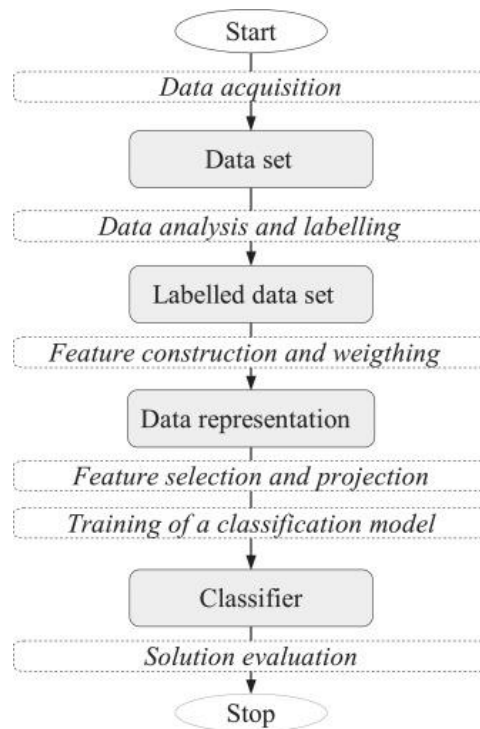 Start
Data acquisition
Data set
Data analysis and labelling
Labelled data set
Feature construction and weigthing
Data representation
Feature selection and projection
Training of a classification model
Classifier
Solution evaluation
Stop